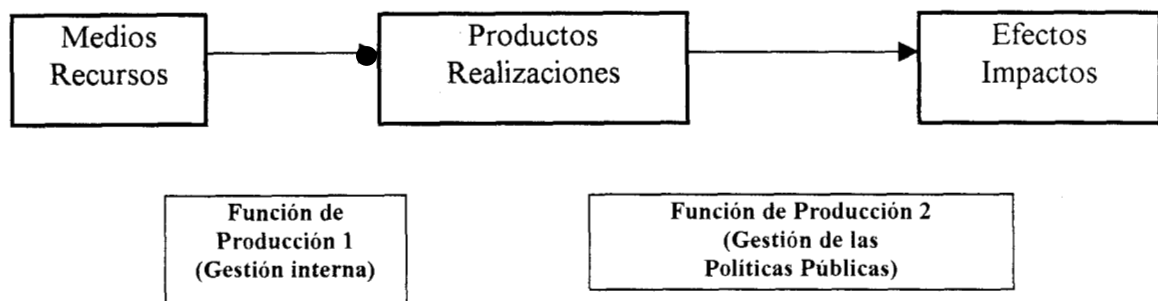 Medios
Recursos
Productos
Realizaciones
Efectos
Impactos
Función de
Producción 1
(Gestión interna)
Función de Producción 2
(Gestión de las
Políticas Públicas)